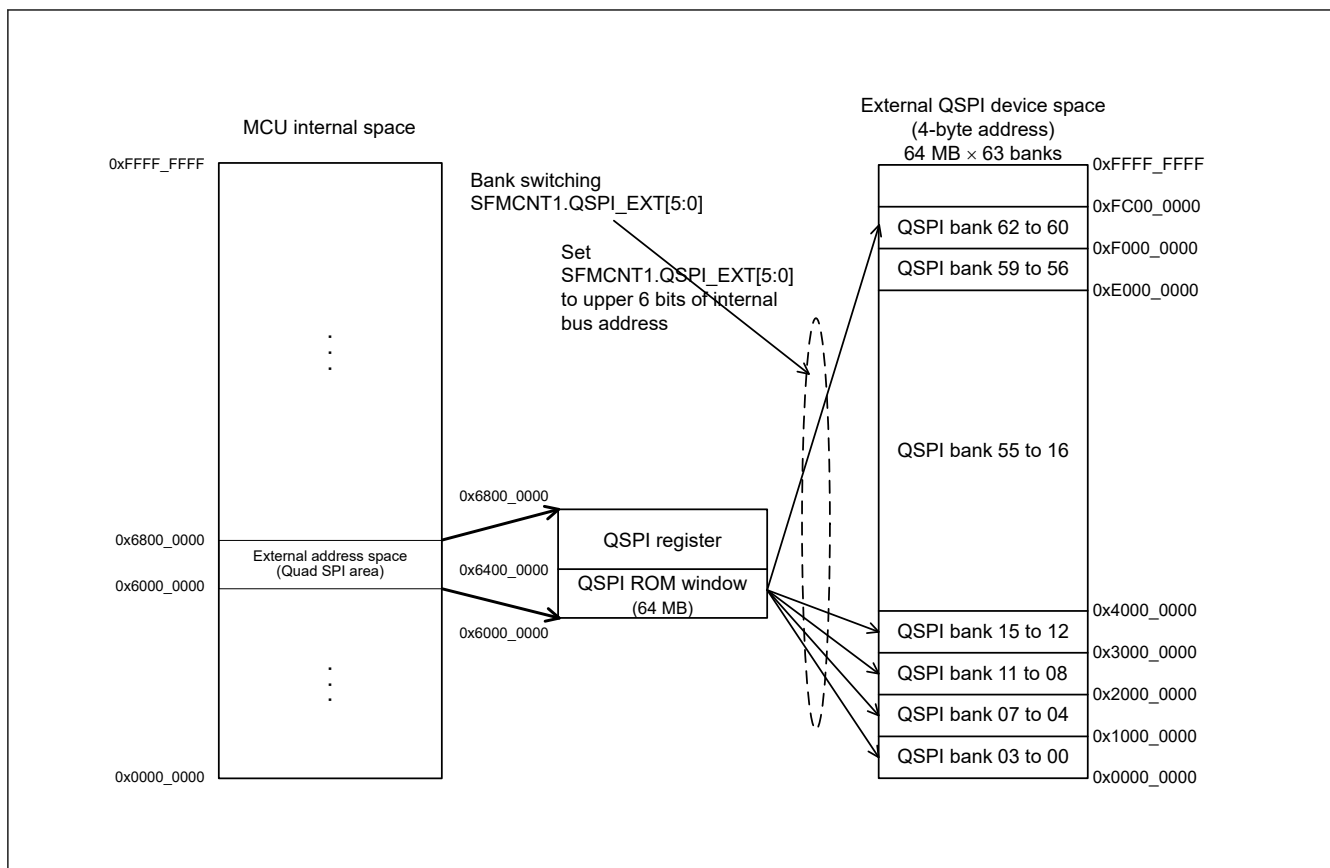 MCU internal space
0xFFFF_FFFF
0x6800_0000
External address space
(Quad SPI area)
0x6000_0000
0x0000_0000
Bank switching
SFMCNT1.QSPI_EXT[5:0]
Set
SFMCNT1.QSPI_EXT[5:0]
to upper 6 bits of internal
bus address
0x6800_0000
QSPI register
0x6400_0000
QSPI ROM window
(64 MB)
0x6000_0000
External QSPI device space
(4-byte address)
64 MB × 63 banks
0xFFFF_FFFF
0xFC00_0000
QSPI bank 62 to 60
0xF000_0000
QSPI bank 59 to 56
0xE000_0000
QSPI bank 55 to 16
0x4000_0000
QSPI bank 15 to 12
0x3000_0000
QSPI bank 11 to 08
0x2000_0000
QSPI bank 07 to 04
0x1000_0000
QSPI bank 03 to 00
0x0000_0000